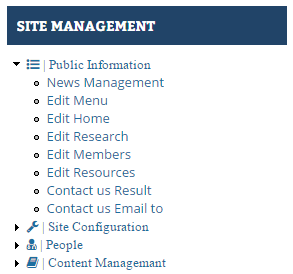 SITE MANAGEMENT
| Public Information
News Management
Edit Menu
Edit Home
Edit Research
Edit Members
Edit Resources
Contact us Result
Contact us Email to
| Site Configuration
| People
| Content Managemant